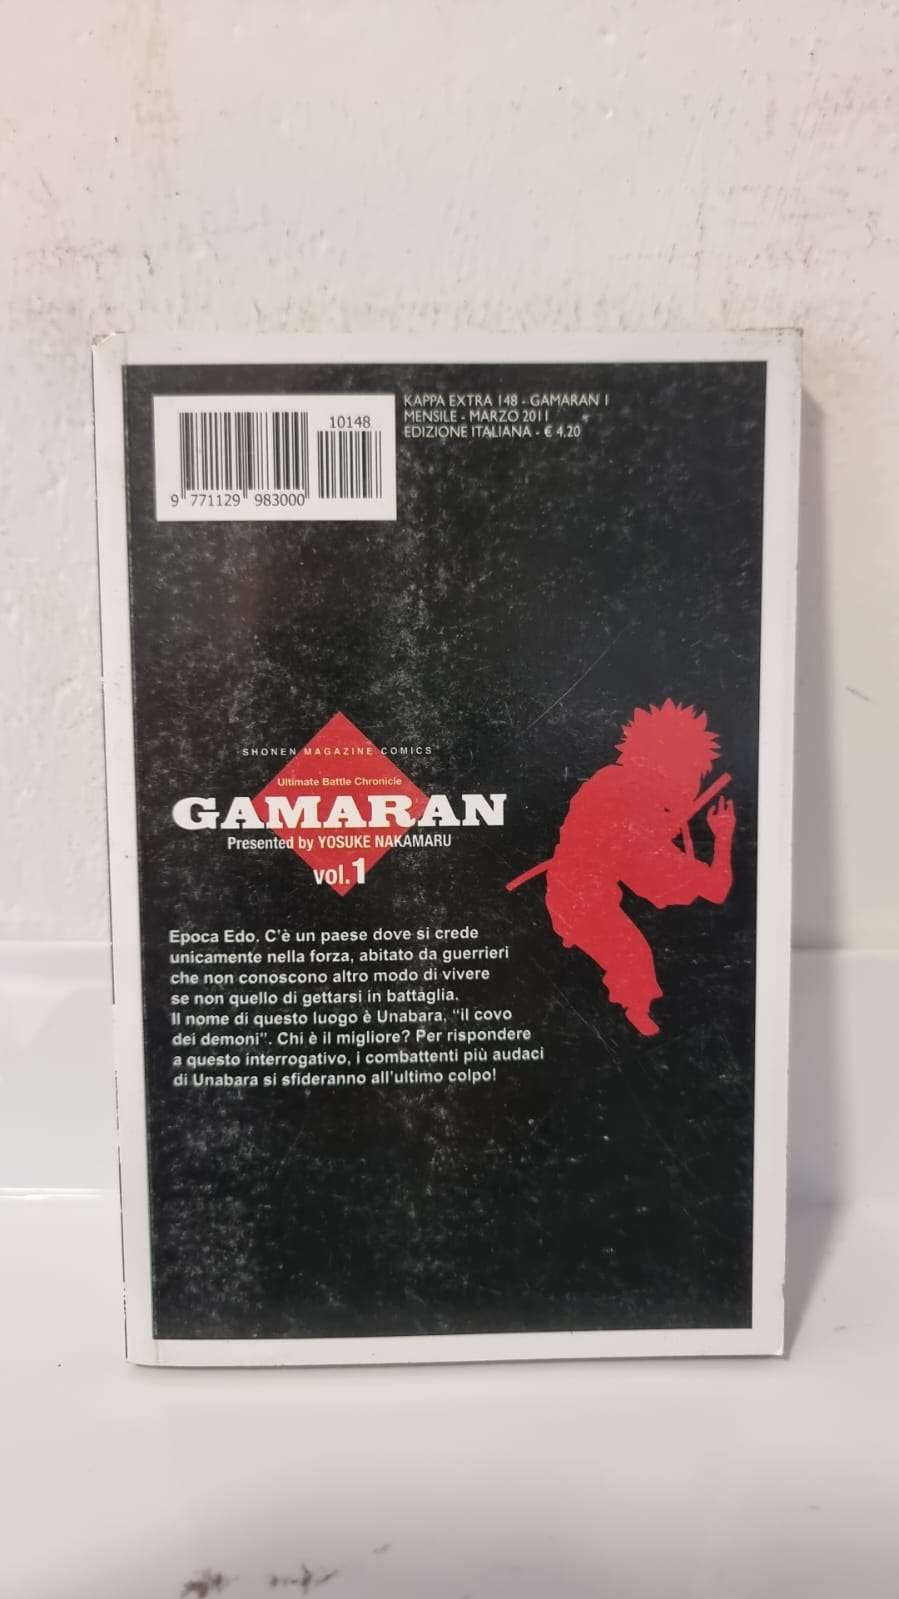 KAPPA EXTRA 148 - GAMARAN 1
MENSILE - MARZO 2011
EDIZIONE ITALIANA - € 4,20
10148
9 771129 983000
SHONEN MAGAZINE COMICS
Ultimate Battle Chronicle
GAMARAN
Presented by YOSUKE NAKAMARU
vol.1
Epoca Edo. C'è un paese dove si crede
unicamente nella forza, abitato da guerrieri
che non conoscono altro modo di vivere
se non quello di gettarsi in battaglia.
Il nome di questo luogo è Unabara, "il covo
dei demoni". Chi è il migliore? Per rispondere
a questo interrogativo, i combattenti più audaci
di Unabara si sfideranno all'ultimo colpo!